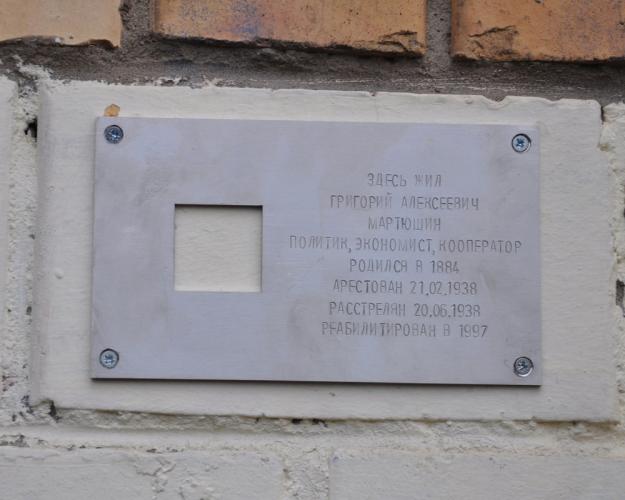 ЗДЕСЬ ЖИЛ
ГРИГОРИЙ АЛЕКСЕЕВИЧ
МАРТЮШИН
ПОЛИТИК, ЭКОНОМИСТ, КООПЕРАТОР
РОДИЛСЯ В 1884
АРЕСТОВАН 21.02.1938
РАССТРЕЛЯН 20.06.1938
РЕАБИЛИТИРОВАН В 1997